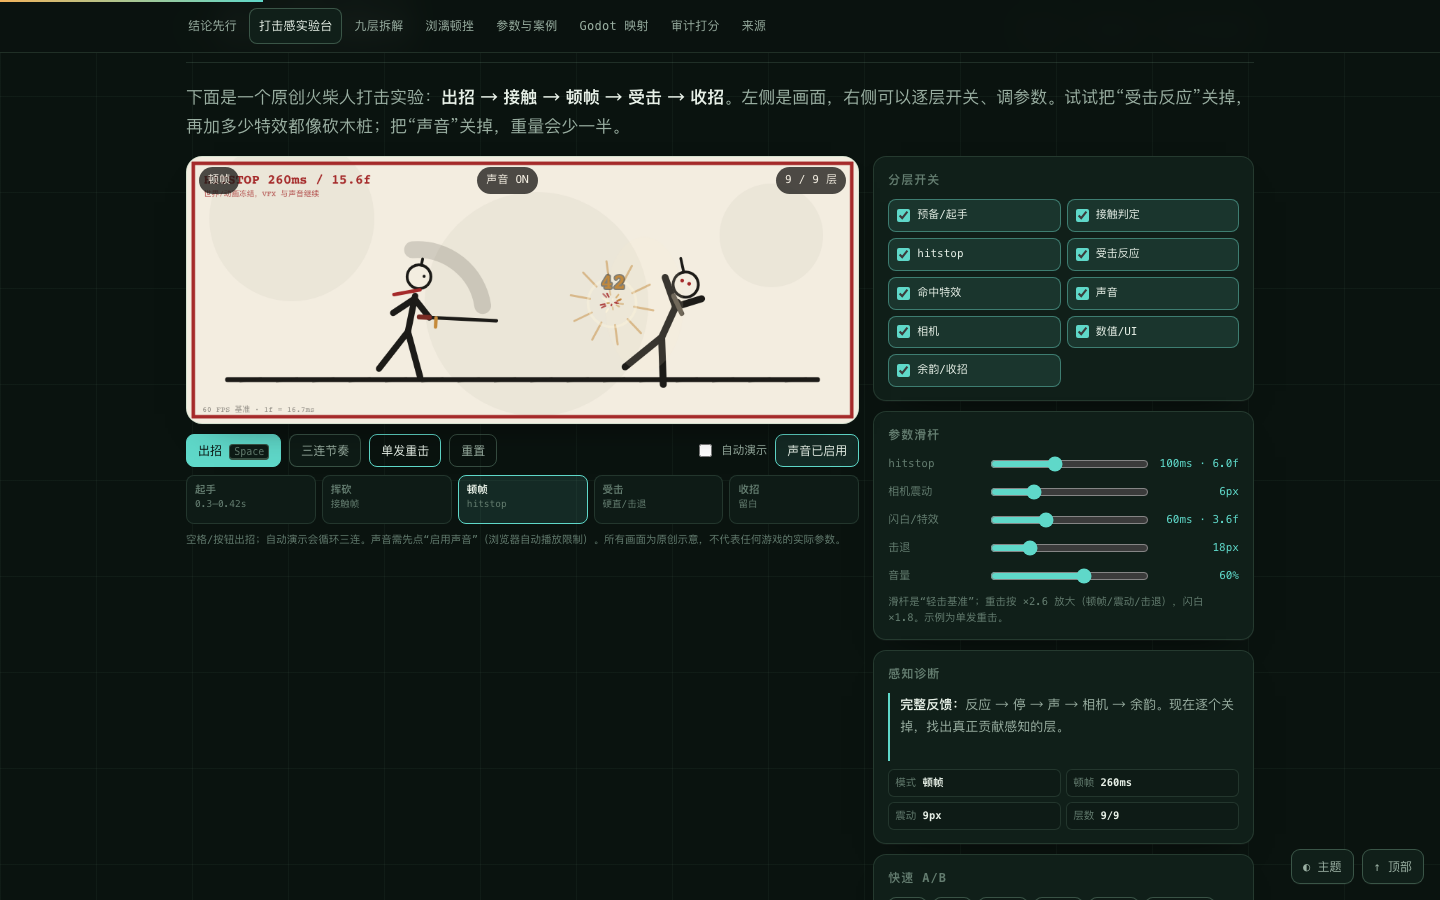 结论先行 打击感实验台 九层拆解 浏漓顿挫 参数与案例 Godot 映射 审计打分 来源
下面是一个原创火柴人打击实验：出招 → 接触 → 顿帧 → 受击 → 收招。左侧是画面，右侧可以逐层开关、调参数。试试把“受击反应”关掉，
再加多少特效都像砍木桩；把“声音”关掉，重量会少一半。
顿帧
STOP 260ms / 15.6f
声音 ON
9 / 9 层
动画冻结，VFX 与声音继续
42
60 FPS 基准 · 1f = 16.7ms
出招 Space
三连节奏
单发重击
重置
自动演示
声音已启用
起手
0.3–0.42s
挥砍
接触帧
顿帧
hitstop
受击
硬直/击退
收招
留白
空格/按钮出招；自动演示会循环三连。声音需先点“启用声音”（浏览器自动播放限制）。所有画面为原创示意，不代表任何游戏的实际参数。
分层开关
预备/起手
接触判定
hitstop
受击反应
命中特效
声音
相机
数值/UI
余韵/收招
参数滑杆
hitstop 100ms · 6.0f
相机震动 6px
闪白/特效 60ms · 3.6f
击退 18px
音量 60%
滑杆是“轻击基准”；重击按 ×2.6 放大（顿帧/震动/击退），闪白
×1.8。示例为单发重击。
感知诊断
完整反馈：反应 → 停 → 声 → 相机 → 余韵。现在逐个关
掉，找出真正贡献感知的层。
模式 顿帧
顿帧 260ms
震动 9px
层数 9/9
快速 A/B
◐ 主题
↑ 顶部